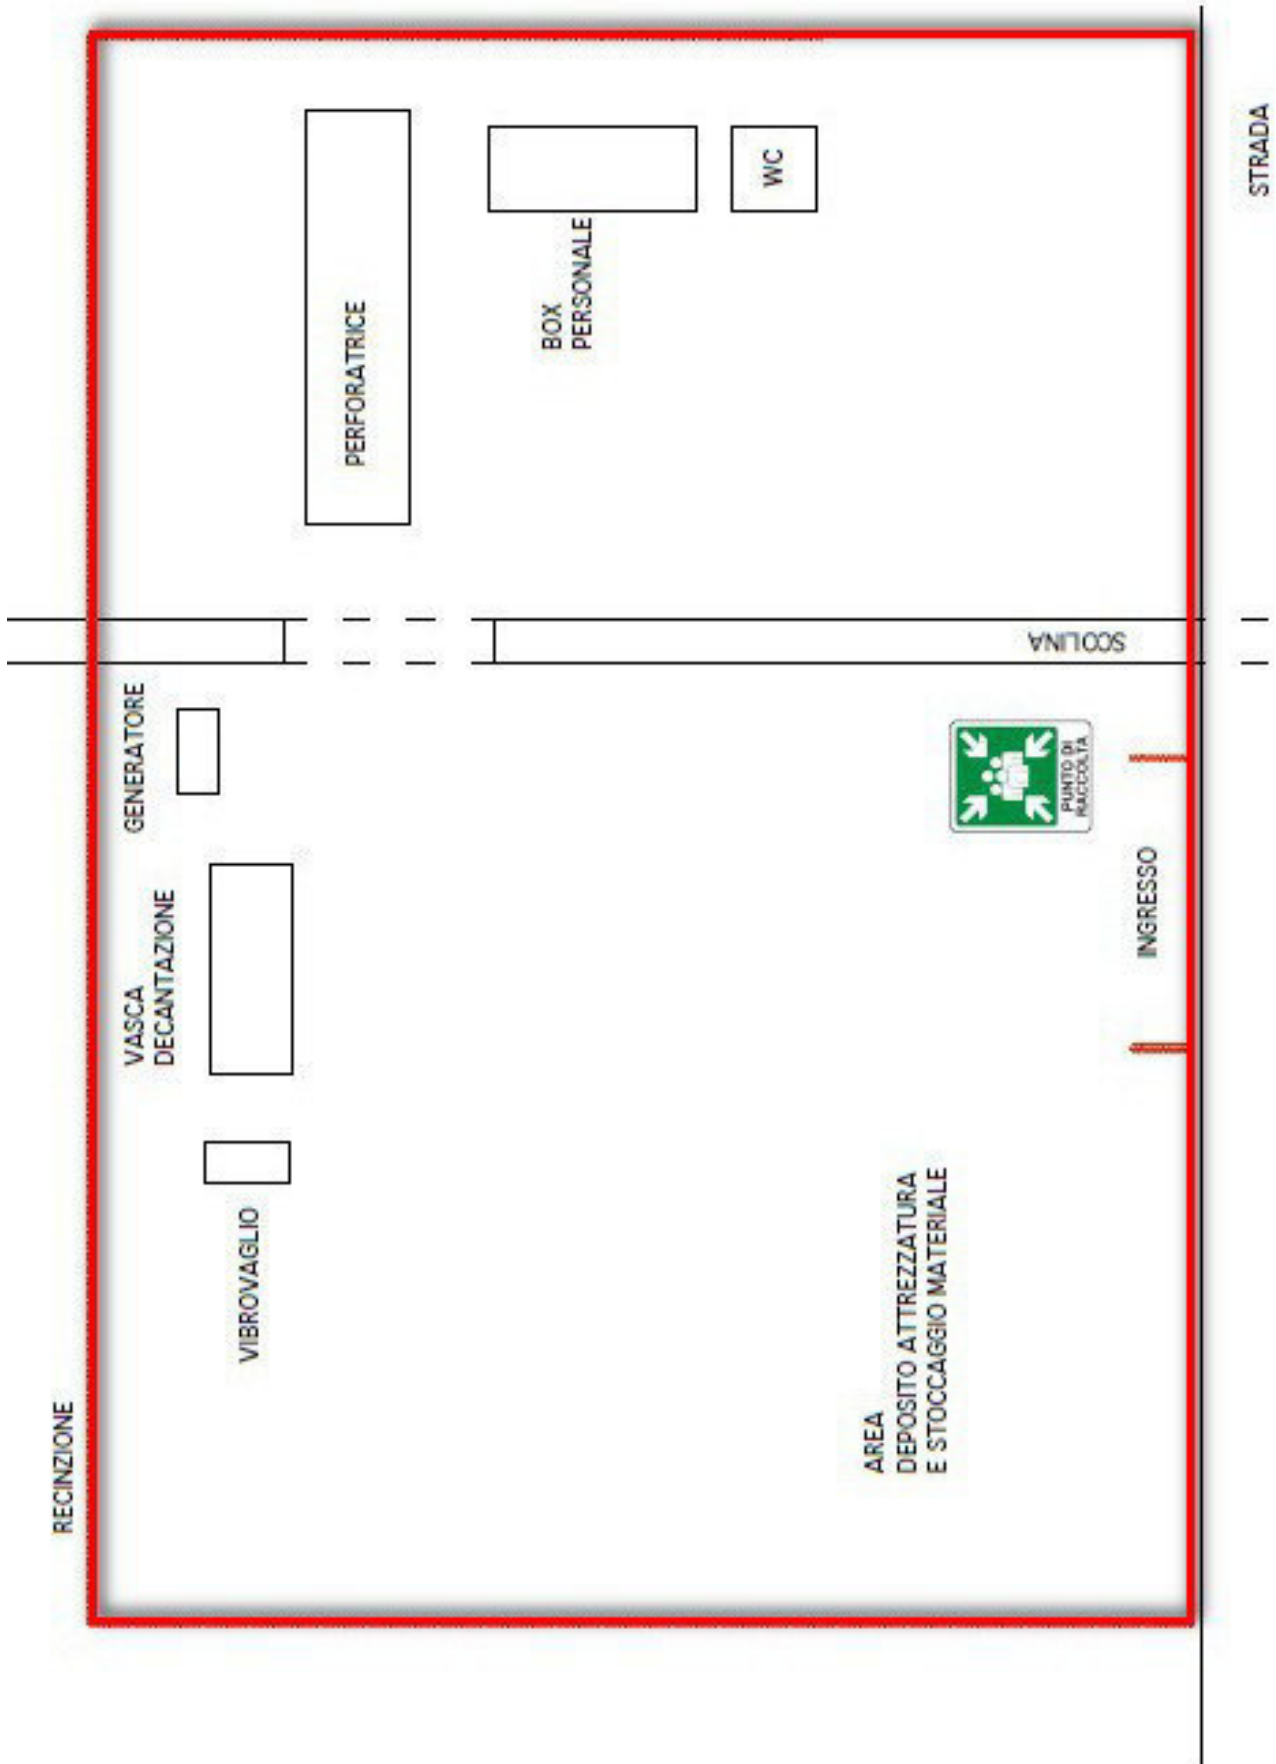 RECINZIONE
VIBROVAGLIO
VASCA
DECANTAZIONE
GENERATORE
PERFORATRICE
BOX
PERSONALE
WC
AREA
DEPOSITO ATTREZZATURA
E STOCCAGGIO MATERIALE
PUNTO DI
RACCOLTA
INGRESSO
SCOLINA
STRADA